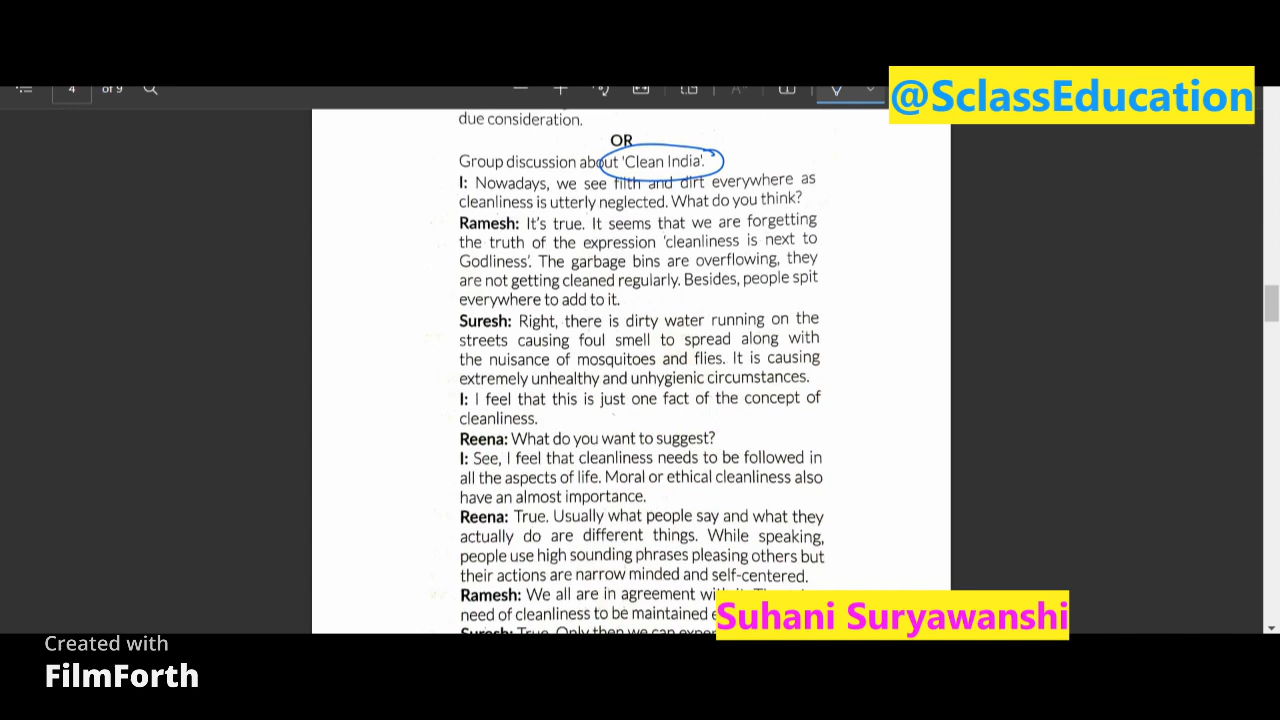 4 of 9
@SclassEducation
due consideration.
OR
Group discussion about 'Clean India'.
I: Nowadays, we see filth and dirt everywhere as
cleanliness is utterly neglected. What do you think?
Ramesh: It's true. It seems that we are forgetting
the truth of the expression 'cleanliness is next to
Godliness'. The garbage bins are overflowing, they
are not getting cleaned regularly. Besides, people spit
everywhere to add to it.
Suresh: Right, there is dirty water running on the
streets causing foul smell to spread along with
the nuisance of mosquitoes and flies. It is causing
extremely unhealthy and unhygienic circumstances.
I: I feel that this is just one fact of the concept of
cleanliness.
Reena: What do you want to suggest?
I: See, I feel that cleanliness needs to be followed in
all the aspects of life. Moral or ethical cleanliness also
have an almost importance.
Reena: True. Usually what people say and what they
actually do are different things. While speaking,
people use high sounding phrases pleasing others but
their actions are narrow minded and self-centered.
Ramesh: We all are in agreement
need of cleanliness to be maintained
Suresh: True. Only then we can
Suhani Suryawanshi
Created with
FilmForth